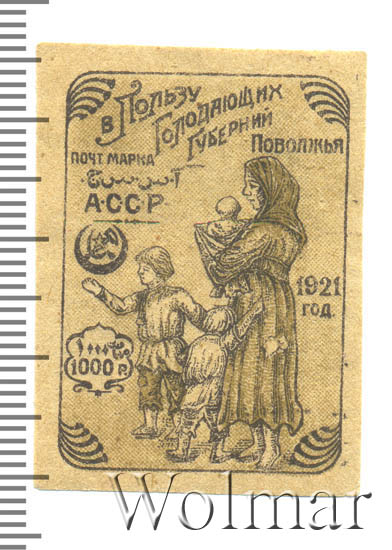 В Пользу
Голодающих
Губерний
Поволжья
ПОЧТ. МАРКА
А·С С Р·
1921
ГОД.
1000 Р.
Wolmar